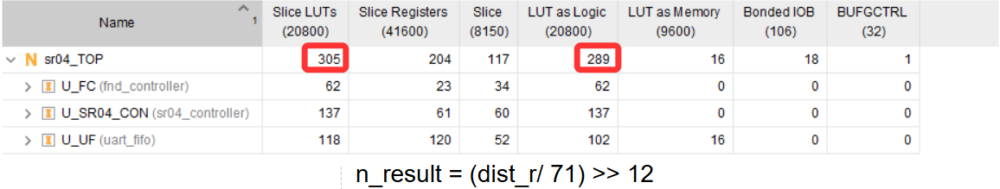 Name 1 Slice LUTs (20800) Slice Registers (41600) Slice (8150) LUT as Logic (20800) LUT as Memory (9600) Bonded IOB (106) BUFGCTRL (32)
N sr04_TOP 305 204 117 289 16 18 1
I U_FC (fnd_controller) 62 23 34 62 0 0 0
I U_SR04_CON (sr04_controller) 137 61 60 137 0 0 0
I U_UF (uart_fifo) 118 120 52 102 16 0 0
n_result = (dist_r/ 71) >> 12